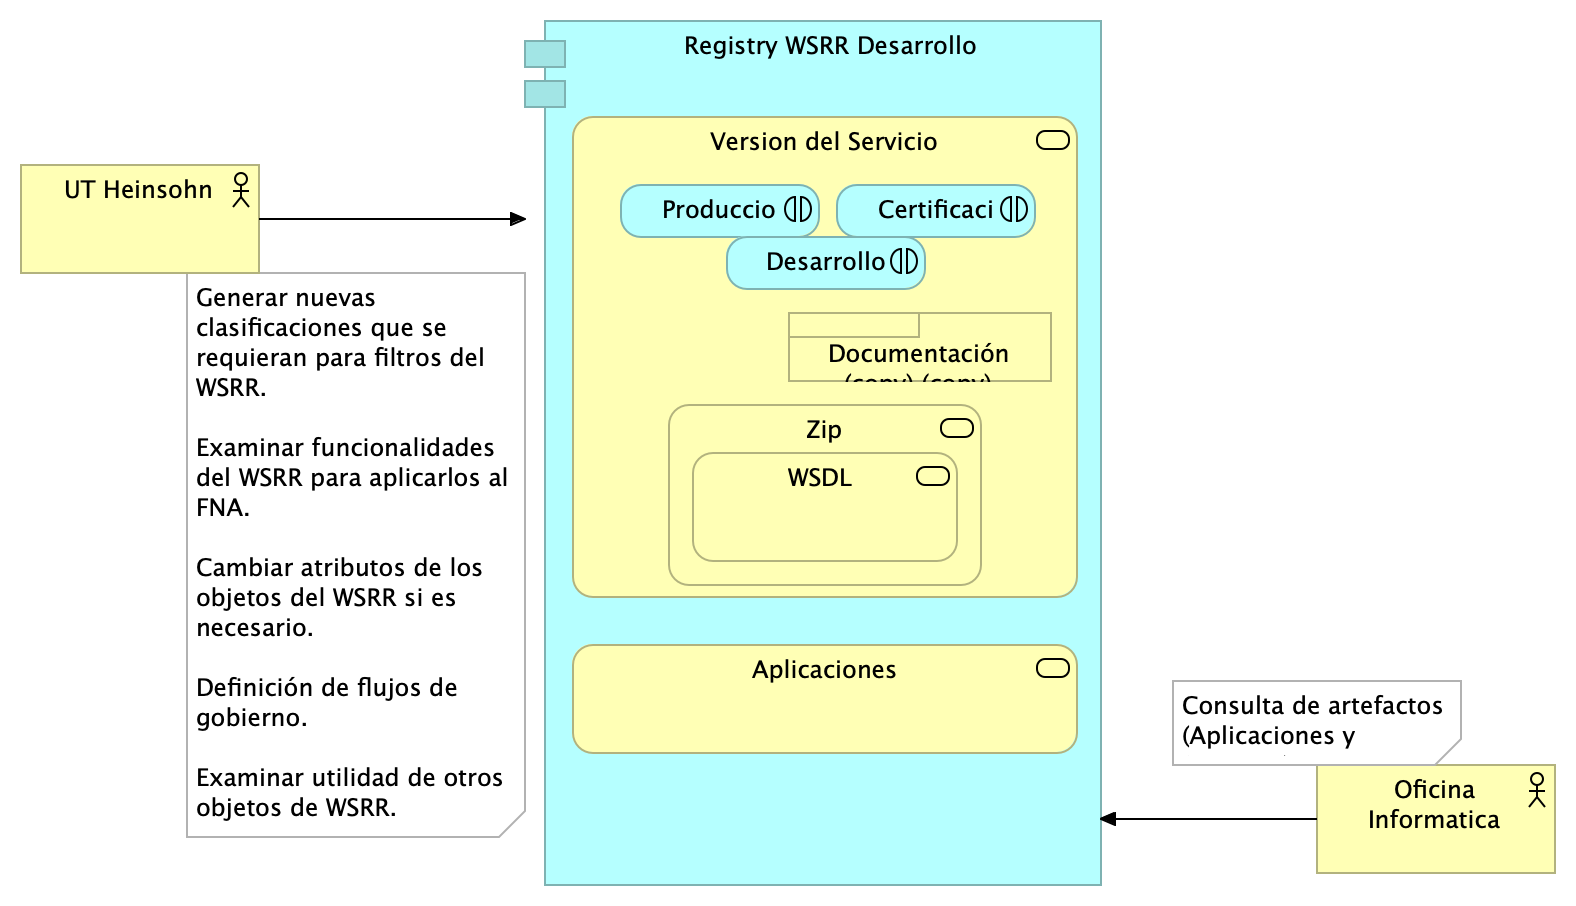 Registry WSRR Desarrollo
Version del Servicio
UT Heinsohn
Produccio
Certificaci
Desarrollo
Generar nuevas
clasificaciones que se
requieran para filtros del
WSRR.
Examinar funcionalidades
del WSRR para aplicarlos al
FNA.
Cambiar atributos de los
objetos del WSRR si es
necesario.
Definición de flujos de
gobierno.
Examinar utilidad de otros
objetos de WSRR.
Documentación
(copy) (copy)
Zip
WSDL
Aplicaciones
Consulta de artefactos
(Aplicaciones y
Oficina
Informatica